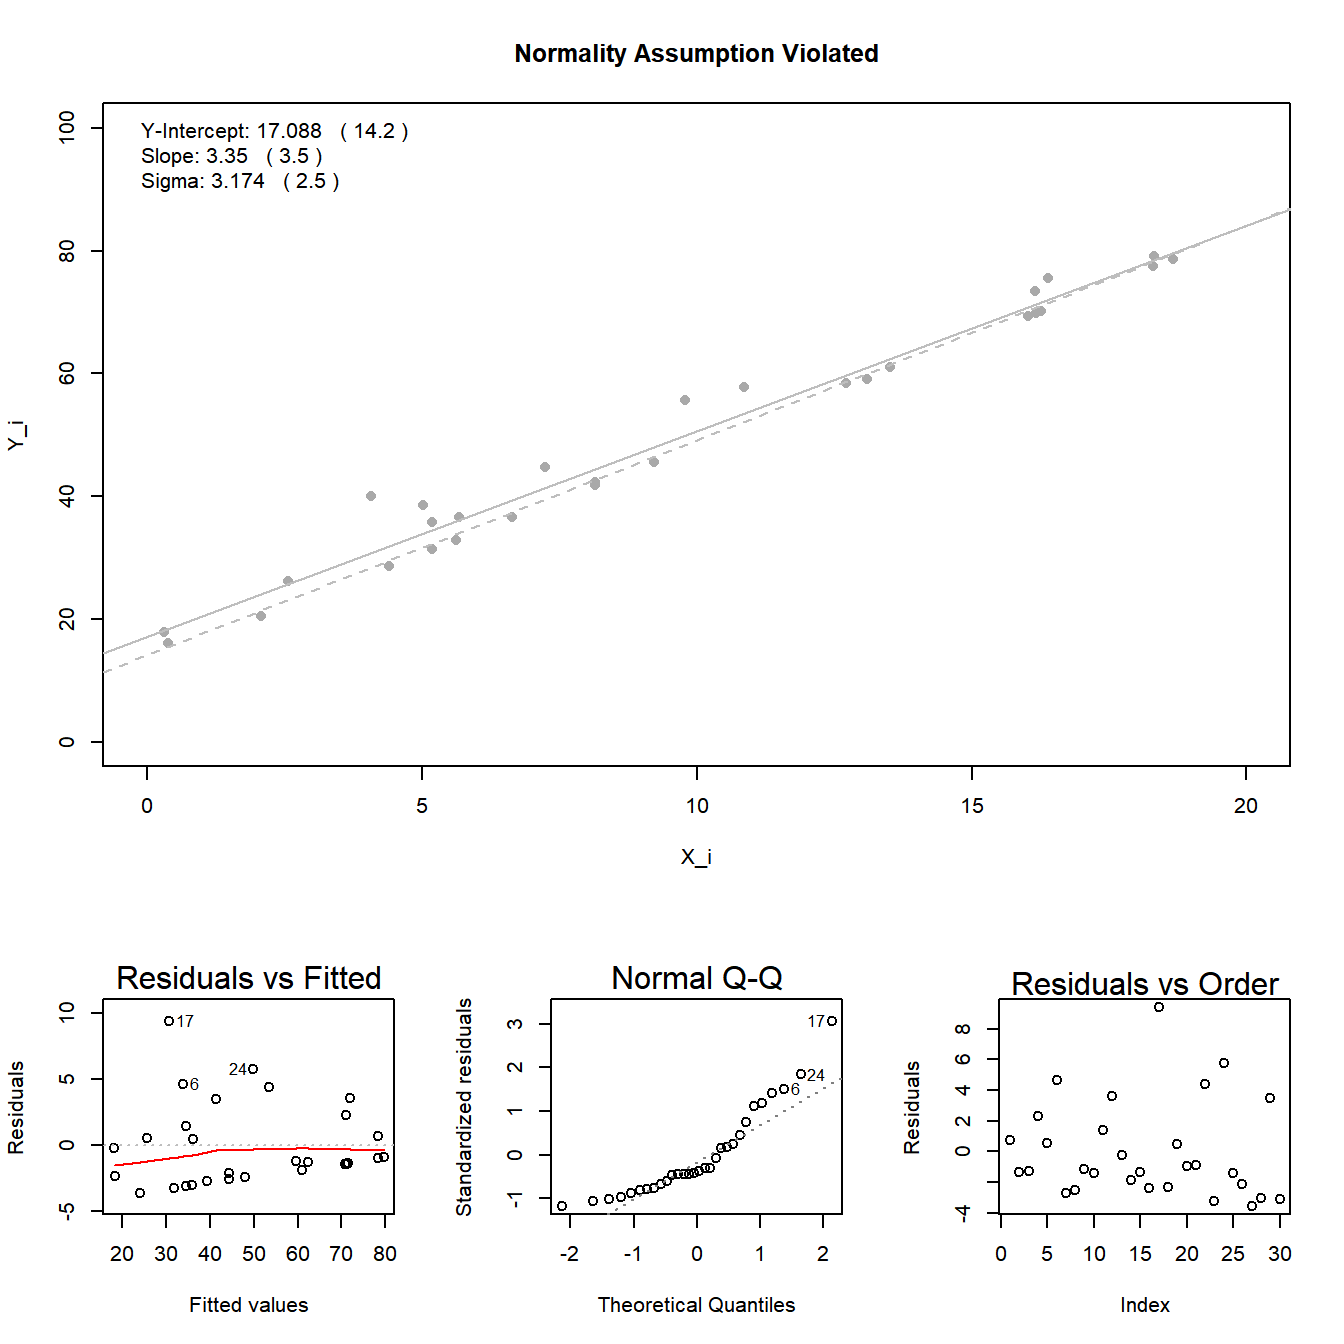 Normality Assumption Violated
Y-Intercept: 17.088 ( 14.2 )
Slope: 3.35 ( 3.5 )
Sigma: 3.174 ( 2.5 )
100
80
60
40
20
0
Y_i
0 5 10 15 20
X_i
Residuals vs Fitted
10
5
0
-5
Residuals
17
24
6
20 30 40 50 60 70 80
Fitted values
Normal Q-Q
3
2
1
0
-1
Standardized residuals
17
24
6
-2 -1 0 1 2
Theoretical Quantiles
Residuals vs Order
8
6
4
2
0
-4
Residuals
0 5 10 15 20 25 30
Index